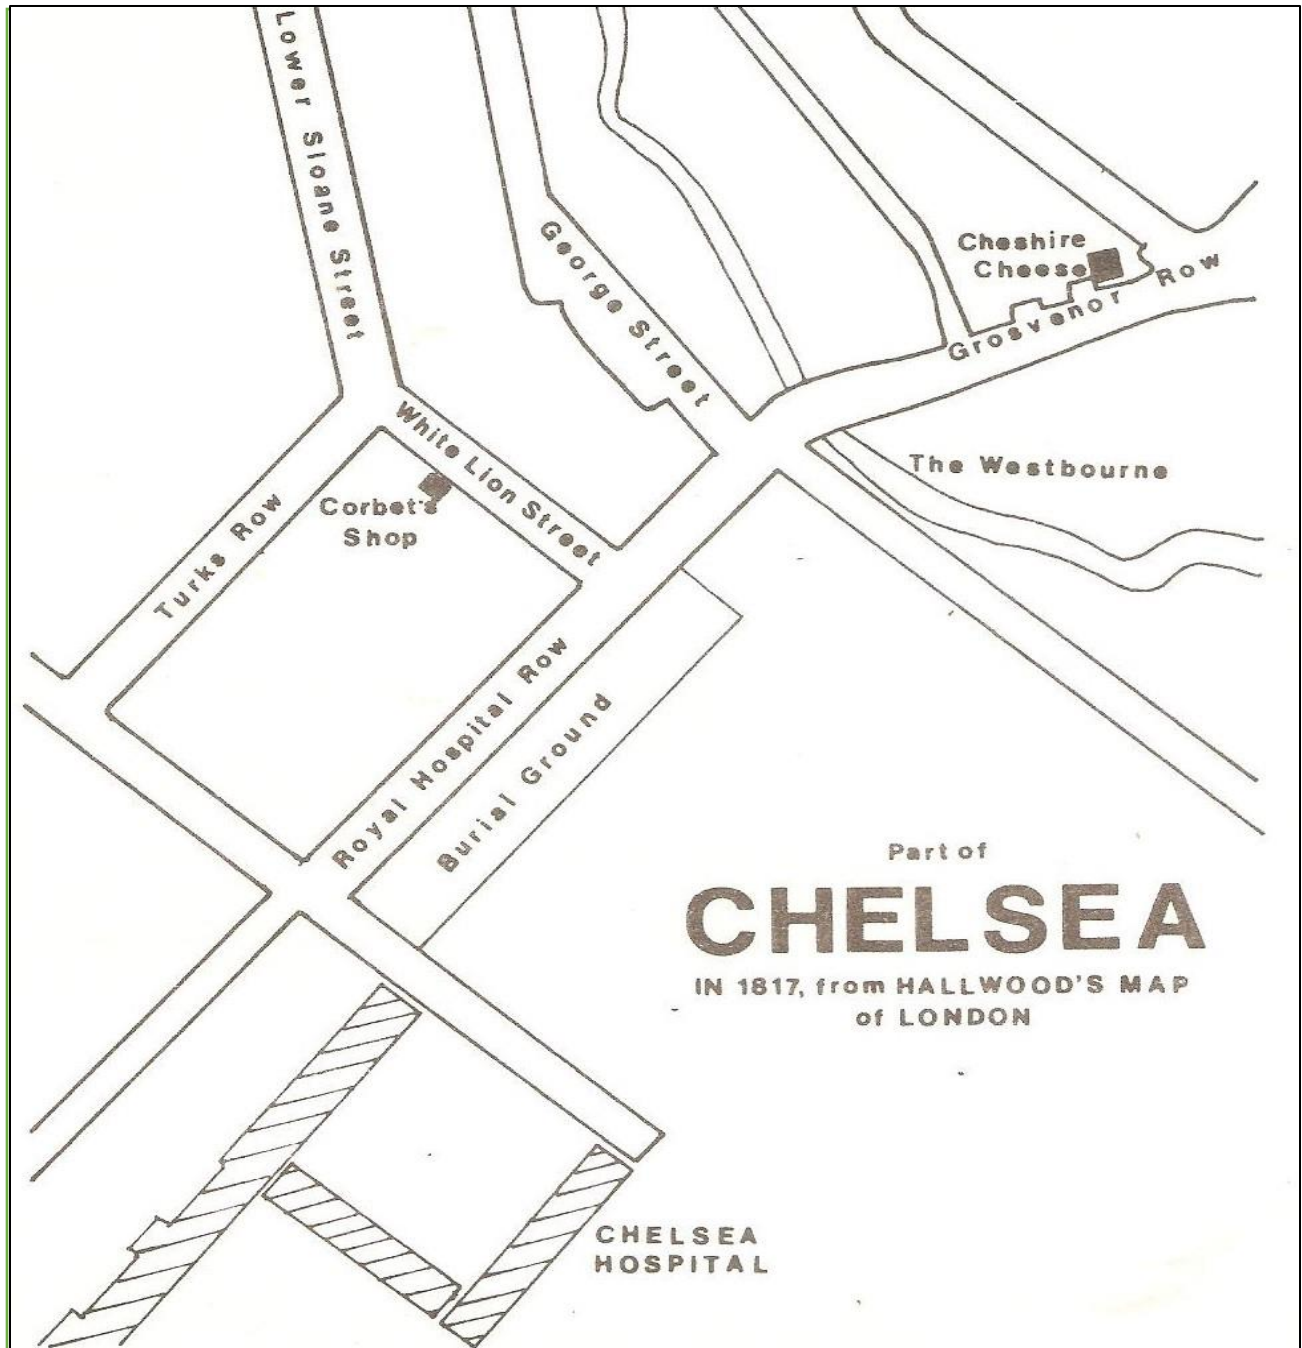 Lower Sloane Street
George Street
Cheshire
Cheese
Grosvenor Row
White Lion Street
The Westbourne
Corbet's
Shop
Turks Row
Royal Hospital Row
Burial Ground
Part of
CHELSEA
IN 1817, from HALLWOOD'S MAP
of LONDON
CHELSEA
HOSPITAL